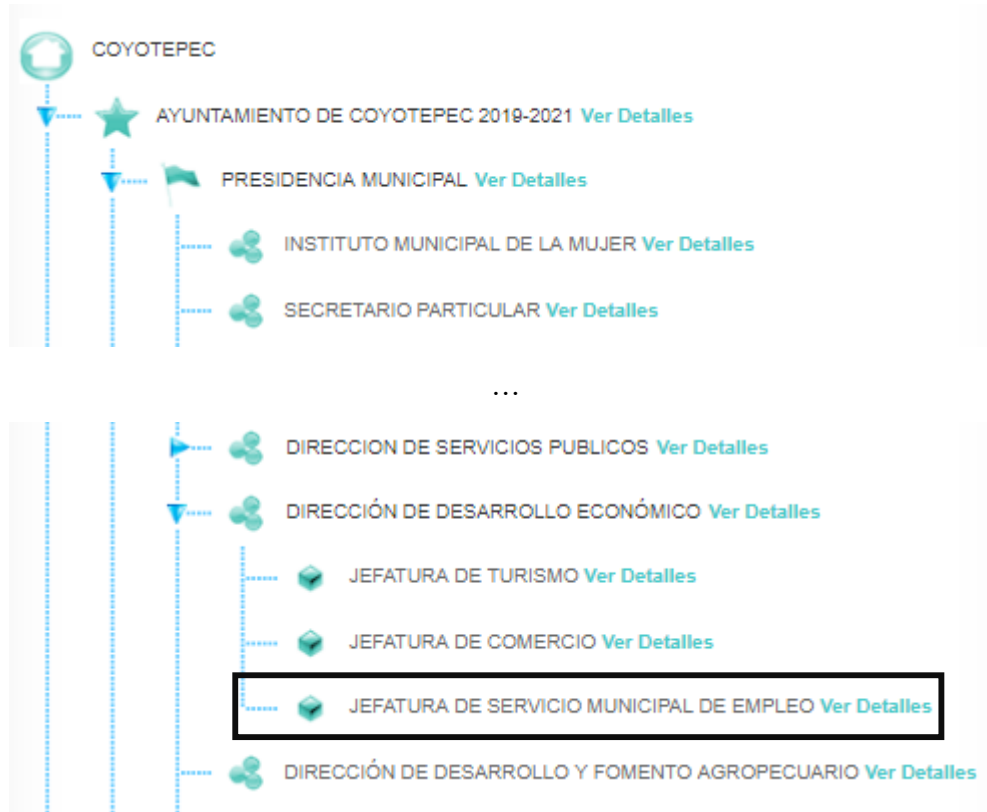 COYOTEPEC
AYUNTAMIENTO DE COYOTEPEC 2019-2021 Ver Detalles
PRESIDENCIA MUNICIPAL Ver Detalles
INSTITUTO MUNICIPAL DE LA MUJER Ver Detalles
SECRETARIO PARTICULAR Ver Detalles
...
DIRECCION DE SERVICIOS PUBLICOS Ver Detalles
DIRECCIÓN DE DESARROLLO ECONÓMICO Ver Detalles
JEFATURA DE TURISMO Ver Detalles
JEFATURA DE COMERCIO Ver Detalles
JEFATURA DE SERVICIO MUNICIPAL DE EMPLEO Ver Detalles
DIRECCIÓN DE DESARROLLO Y FOMENTO AGROPECUARIO Ver Detalles